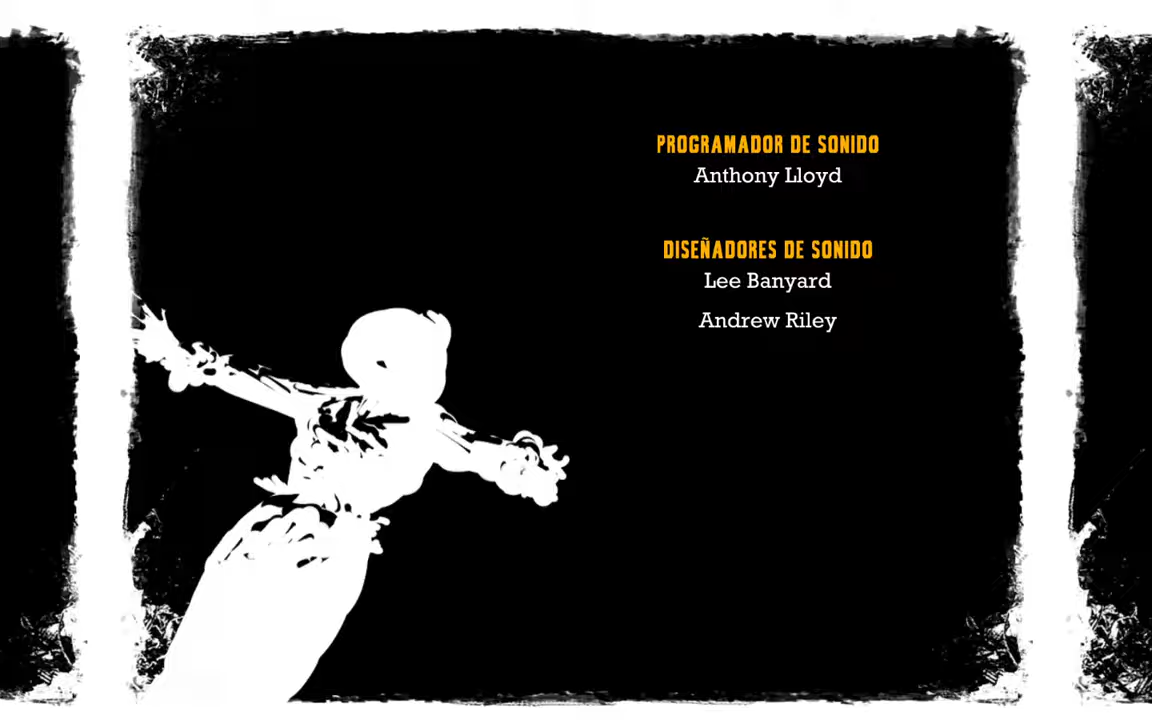 PROGRAMADOR DE SONIDO
Anthony Lloyd
DISEÑADORES DE SONIDO
Lee Banyard
Andrew Riley